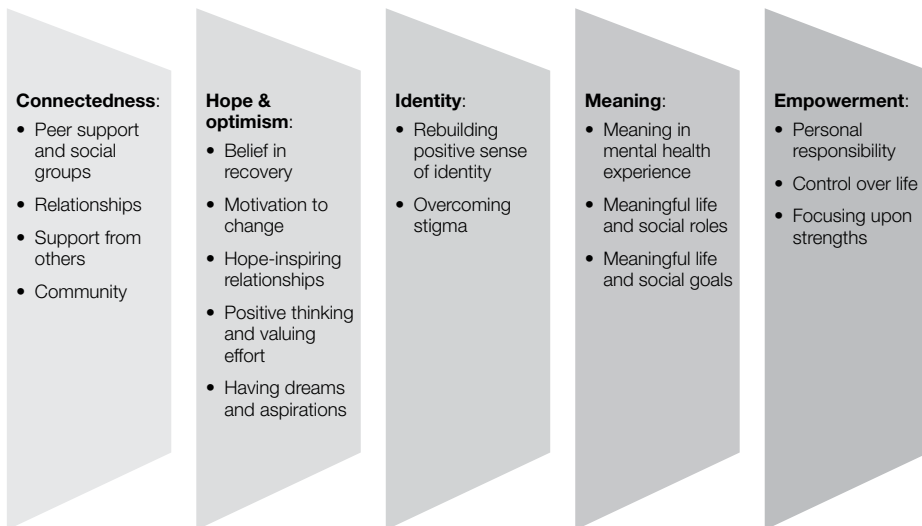 Connectedness:
• Peer support
and social
groups
• Relationships
• Support from
others
• Community
Hope &
optimism:
• Belief in
recovery
• Motivation to
change
• Hope-inspiring
relationships
• Positive thinking
and valuing
effort
• Having dreams
and aspirations
Identity:
• Rebuilding
positive sense
of identity
• Overcoming
stigma
Meaning:
• Meaning in
mental health
experience
• Meaningful life
and social roles
• Meaningful life
and social goals
Empowerment:
• Personal
responsibility
• Control over life
• Focusing upon
strengths